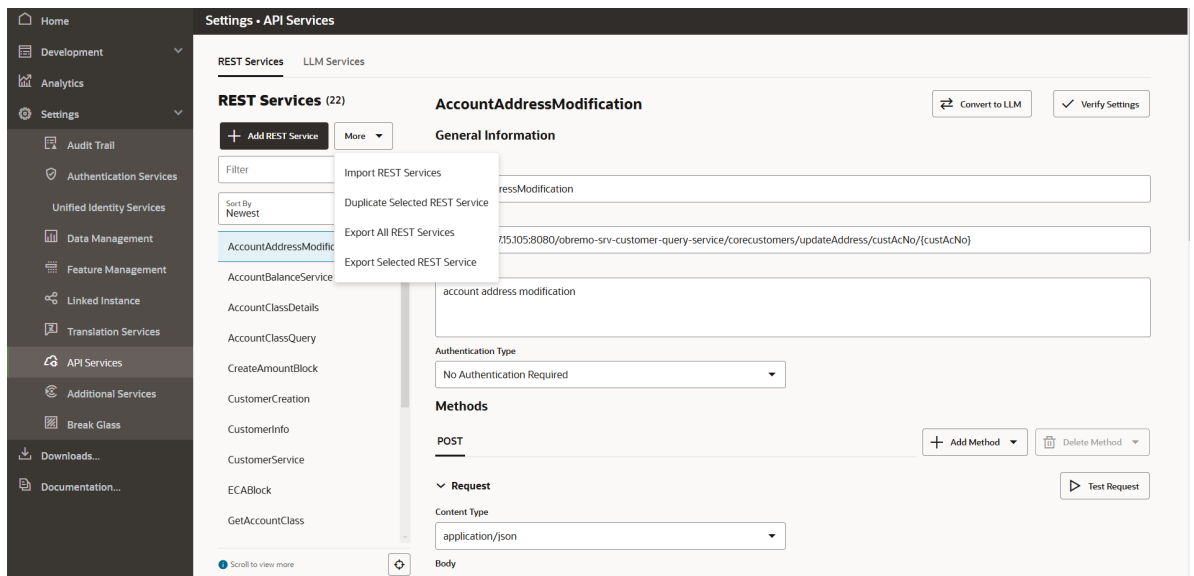 Home
Development
Analytics
Settings
Audit Trail
Authentication Services
Unified Identity Services
Data Management
Feature Management
Linked Instance
Translation Services
API Services
Additional Services
Break Glass
Downloads...
Documentation...
Settings • API Services
REST Services LLM Services
REST Services (22)
Add REST Service More
Filter
Sort By
Newest
Import REST Services
Duplicate Selected REST Service
Export All REST Services
Export Selected REST Service
AccountAddressModific
AccountBalanceService
AccountClassDetails
AccountClassQuery
CreateAmountBlock
CustomerCreation
CustomerInfo
CustomerService
ECABlock
GetAccountClass
Scroll to view more
AccountAddressModification
Convert to LLM
Verify Settings
General Information
ressModification
7.15.105:8080/obremo-srv-customer-query-service/corecustomers/updateAddress/custAcNo/{custAcNo}
account address modification
Authentication Type
No Authentication Required
Methods
POST
Add Method
Delete Method
Request
Test Request
Content Type
application/json
Body